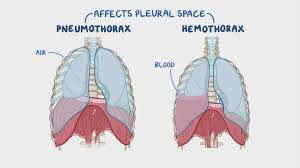 AFFECTS PLEURAL SPACE
PNEUMOTHORAX
HEMOTHORAX
AIR
BLOOD